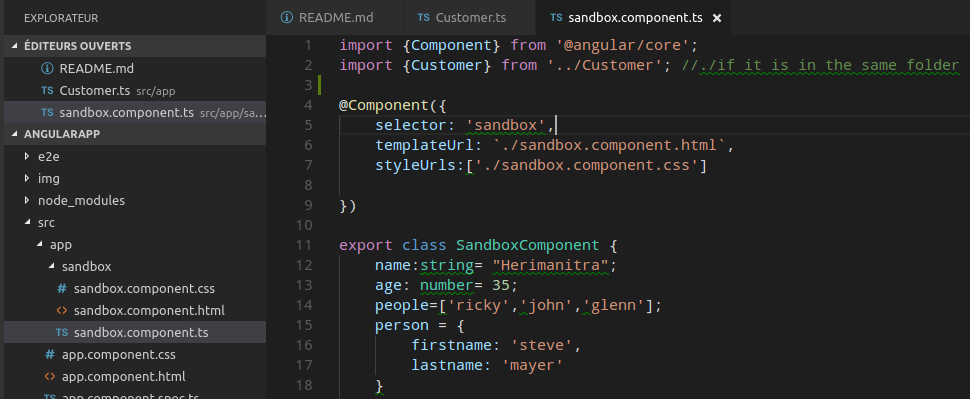 EXPLORATEUR
ÉDITEURS OUVERTS
README.md
TS Customer.ts src/app
TS sandbox.component.ts src/app/sa...
ANGULARAPP
e2e
img
node_modules
src
app
sandbox
# sandbox.component.css
<> sandbox.component.html
TS sandbox.component.ts
# app.component.css
<> app.component.html
TS app.component.spec.ts
README.md TS Customer.ts TS sandbox.component.ts ×
1 import {Component} from '@angular/core';
2 import {Customer} from '../Customer'; //./if it is in the same folder
3
4 @Component({
5 selector: 'sandbox',
6 templateUrl: `./sandbox.component.html`,
7 styleUrls:['./sandbox.component.css']
8
9 })
10
11 export class SandboxComponent {
12 name:string= "Herimanitra";
13 age: number= 35;
14 people=['ricky','john','glenn'];
15 person = {
16 firstname: 'steve',
17 lastname: 'mayer'
18 }